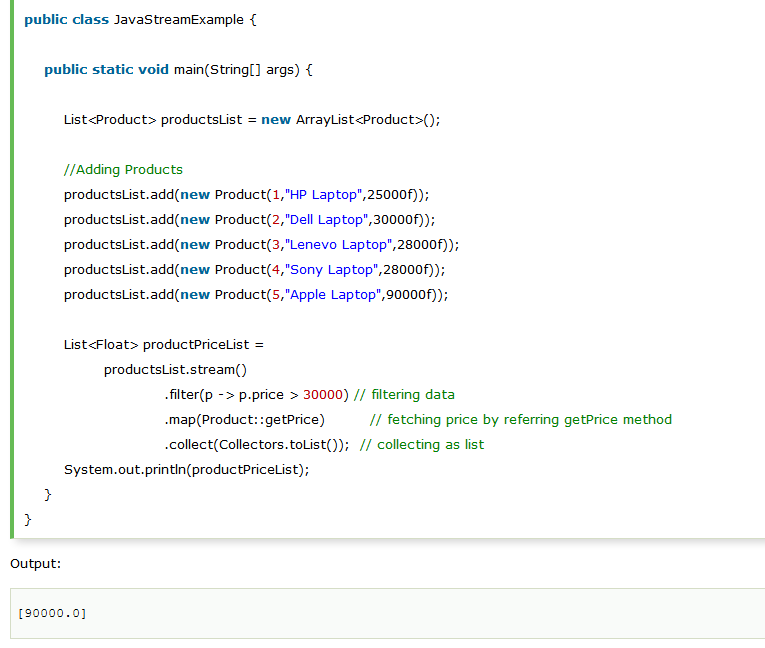 public class JavaStreamExample {
public static void main(String[] args) {
List<Product> productsList = new ArrayList<Product>();
//Adding Products
productsList.add(new Product(1,"HP Laptop",25000f));
productsList.add(new Product(2,"Dell Laptop",30000f));
productsList.add(new Product(3,"Lenevo Laptop",28000f));
productsList.add(new Product(4,"Sony Laptop",28000f));
productsList.add(new Product(5,"Apple Laptop",90000f));
List<Float> productPriceList =
productsList.stream()
.filter(p -> p.price > 30000) // filtering data
.map(Product::getPrice) // fetching price by referring getPrice method
.collect(Collectors.toList()); // collecting as list
System.out.println(productPriceList);
}
}
Output:
[90000.0]